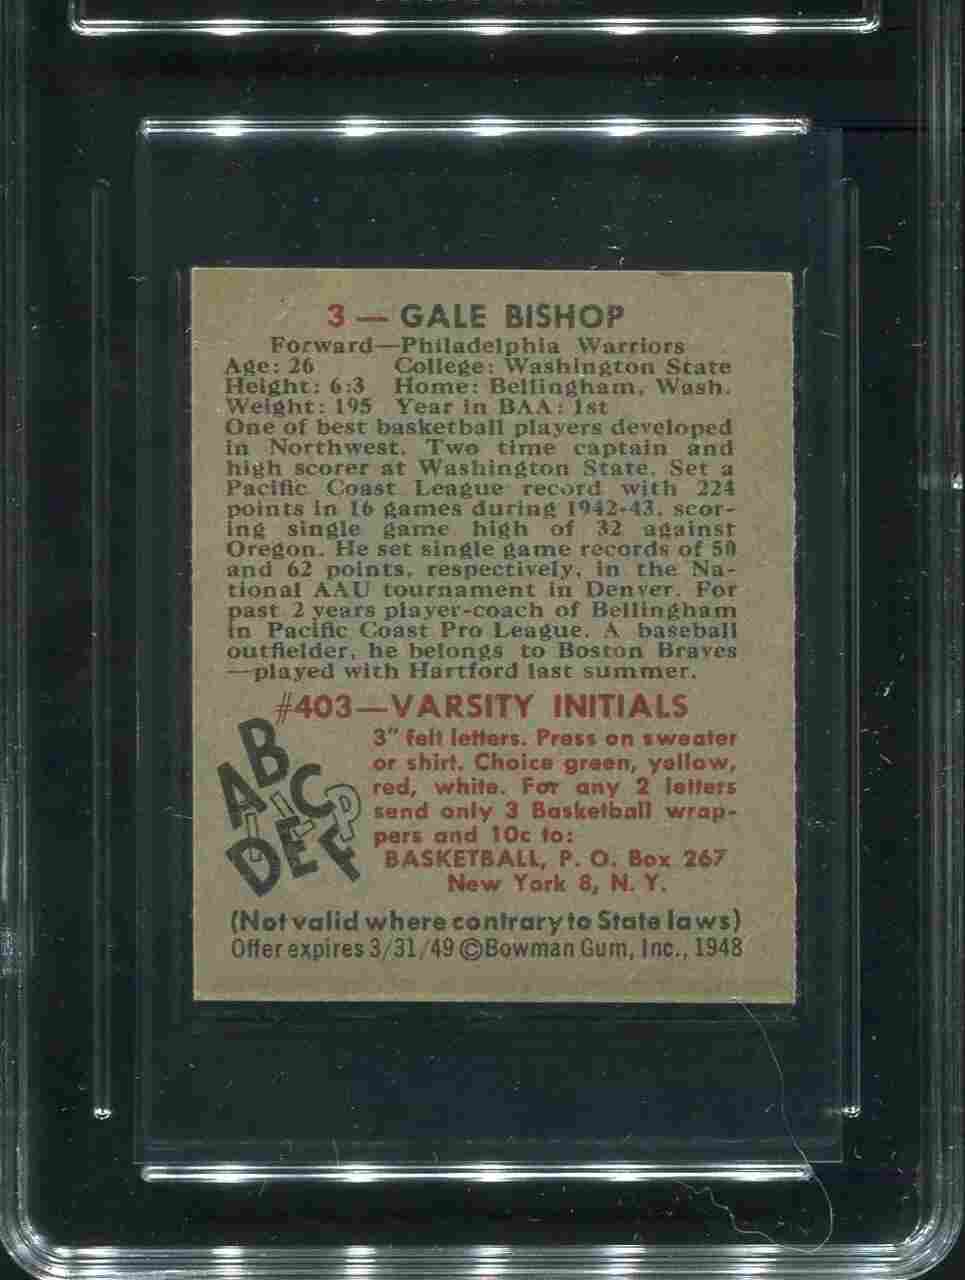 3 — GALE BISHOP
Forward—Philadelphia Warriors
Age: 26 College: Washington State
Height: 6:3 Home: Bellingham, Wash.
Weight: 195 Year in BAA: 1st
One of best basketball players developed
in Northwest. Two time captain and
high scorer at Washington State. Set a
Pacific Coast League record with 224
points in 16 games during 1942-43, scor-
ing single game high of 32 against
Oregon. He set single game records of 50
and 62 points, respectively, in the Na-
tional AAU tournament in Denver. For
past 2 years player-coach of Bellingham
in Pacific Coast Pro League. A baseball
outfielder, he belongs to Boston Braves
—played with Hartford last summer.
#403—VARSITY INITIALS
3" felt letters. Press on sweater
or shirt. Choice green, yellow,
red, white. For any 2 letters
send only 3 Basketball wrap-
pers and 10c to:
BASKETBALL, P. O. Box 267
New York 8, N. Y.
A B C
D E F
(Not valid where contrary to State laws)
Offer expires 3/31/49 ©Bowman Gum, Inc., 1948